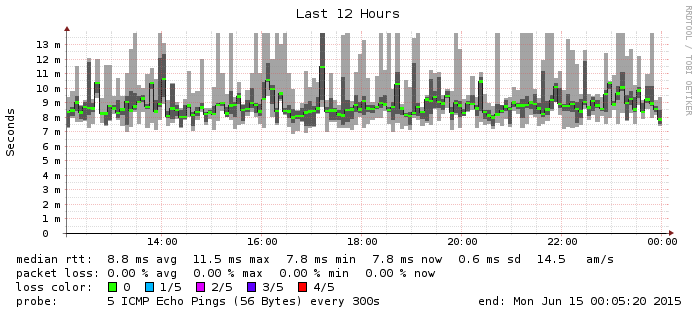 Last 12 Hours
RRDTOOL / TOBI OETIKER
Seconds
13 m
12 m
11 m
10 m
9 m
8 m
7 m
6 m
5 m
4 m
3 m
2 m
1 m
0
14:00 16:00 18:00 20:00 22:00 00:00
median rtt: 8.8 ms avg 11.5 ms max 7.8 ms min 7.8 ms now 0.6 ms sd 14.5 am/s
packet loss: 0.00 % avg 0.00 % max 0.00 % min 0.00 % now
loss color: 0 1/5 2/5 3/5 4/5
probe: 5 ICMP Echo Pings (56 Bytes) every 300s end: Mon Jun 15 00:05:20 2015